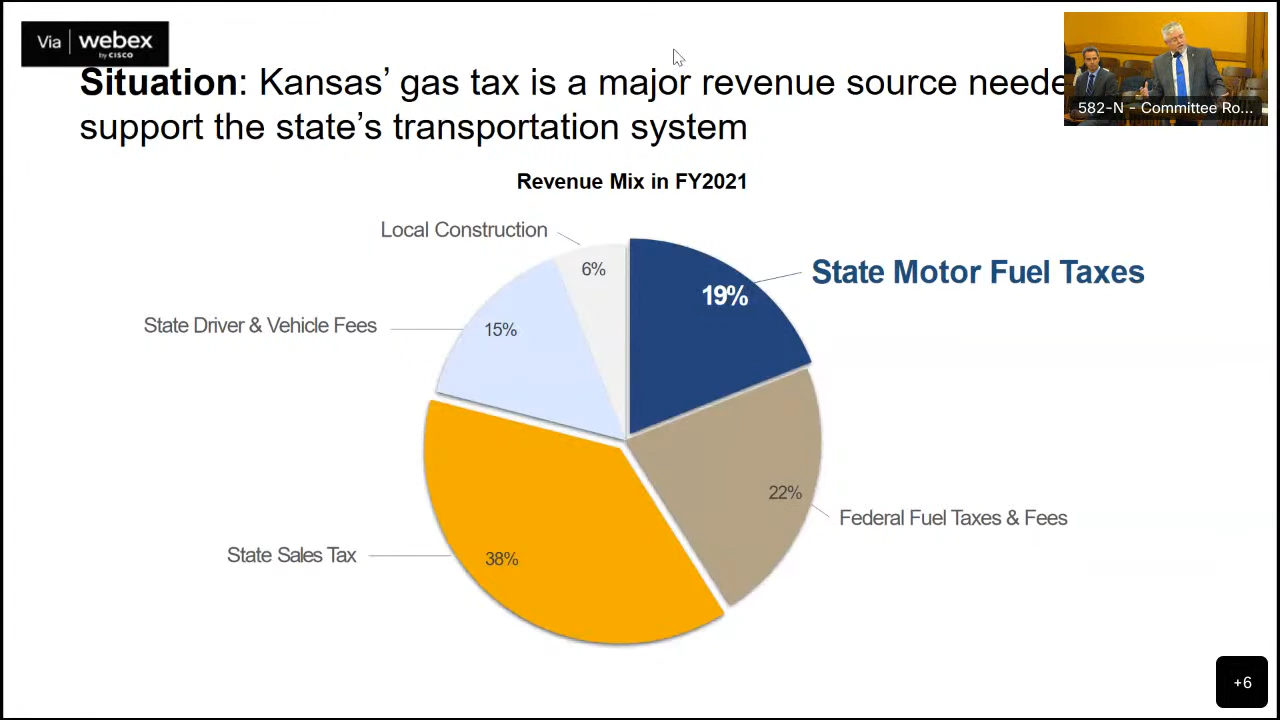 Via webex
by CISCO
Situation: Kansas' gas tax is a major revenue source neede
support the state's transportation system
582-N - Committee Ro...
Revenue Mix in FY2021
Local Construction
6%
19%
State Motor Fuel Taxes
State Driver & Vehicle Fees
15%
22%
Federal Fuel Taxes & Fees
State Sales Tax
38%
+6